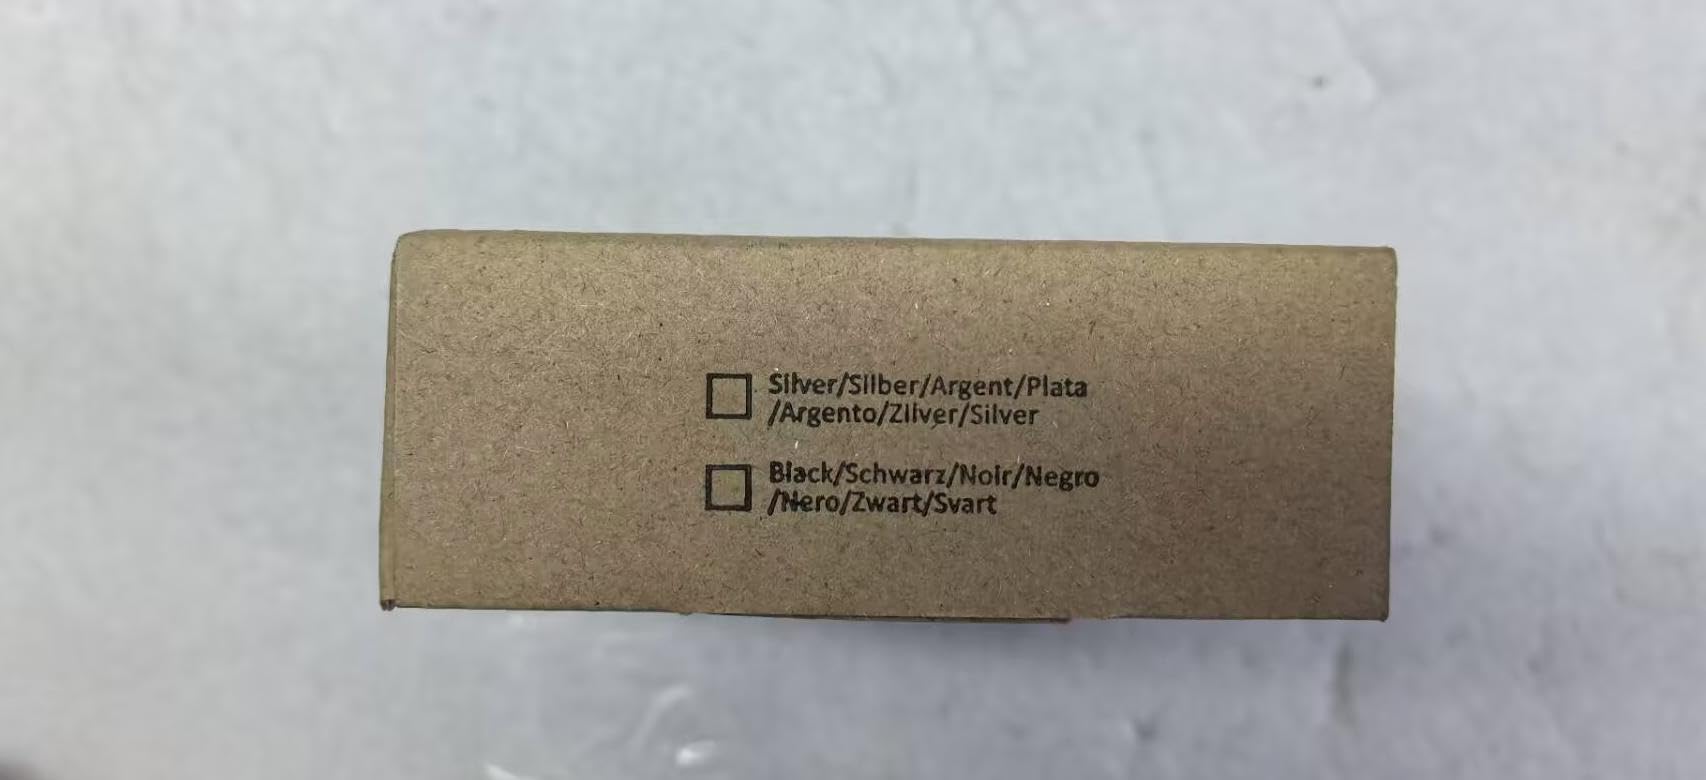 Silver/Silber/Argent/Plata
/Argento/Zilver/Silver
Black/Schwarz/Noir/Negro
/Nero/Zwart/Svart